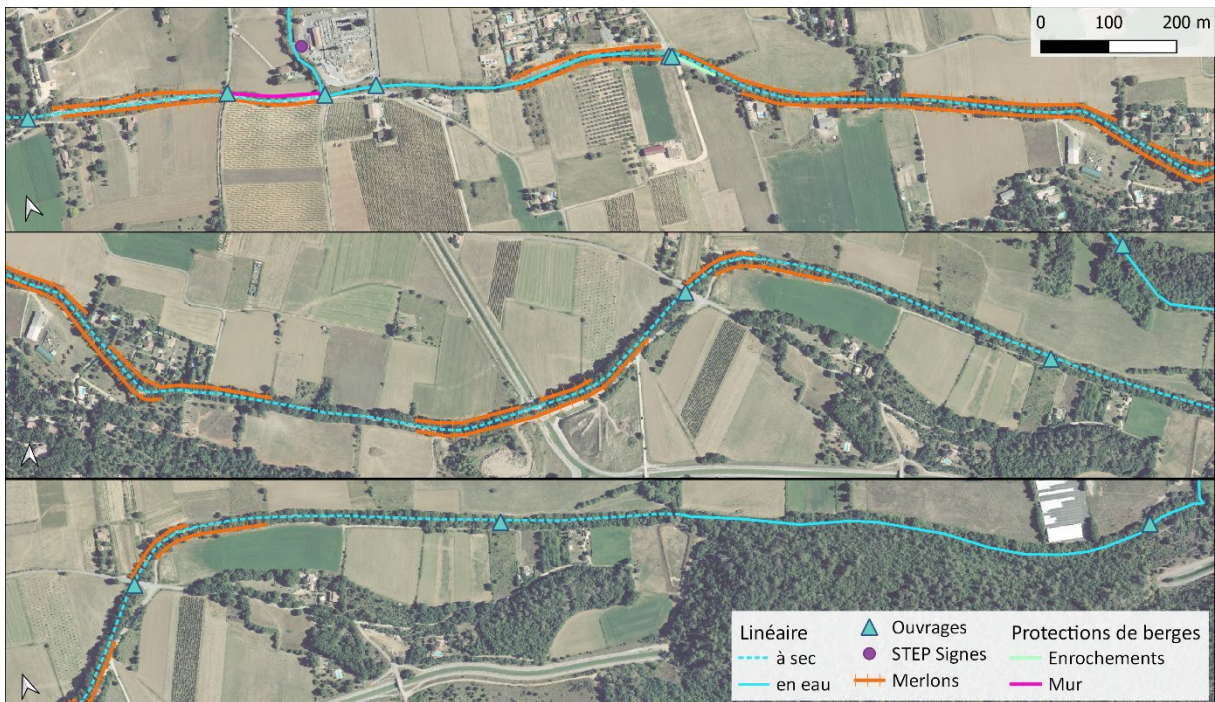 0 100 200 m
Linéaire
à sec
en eau
Ouvrages
STEP Signes
Merlons
Protections de berges
Enrochements
Mur